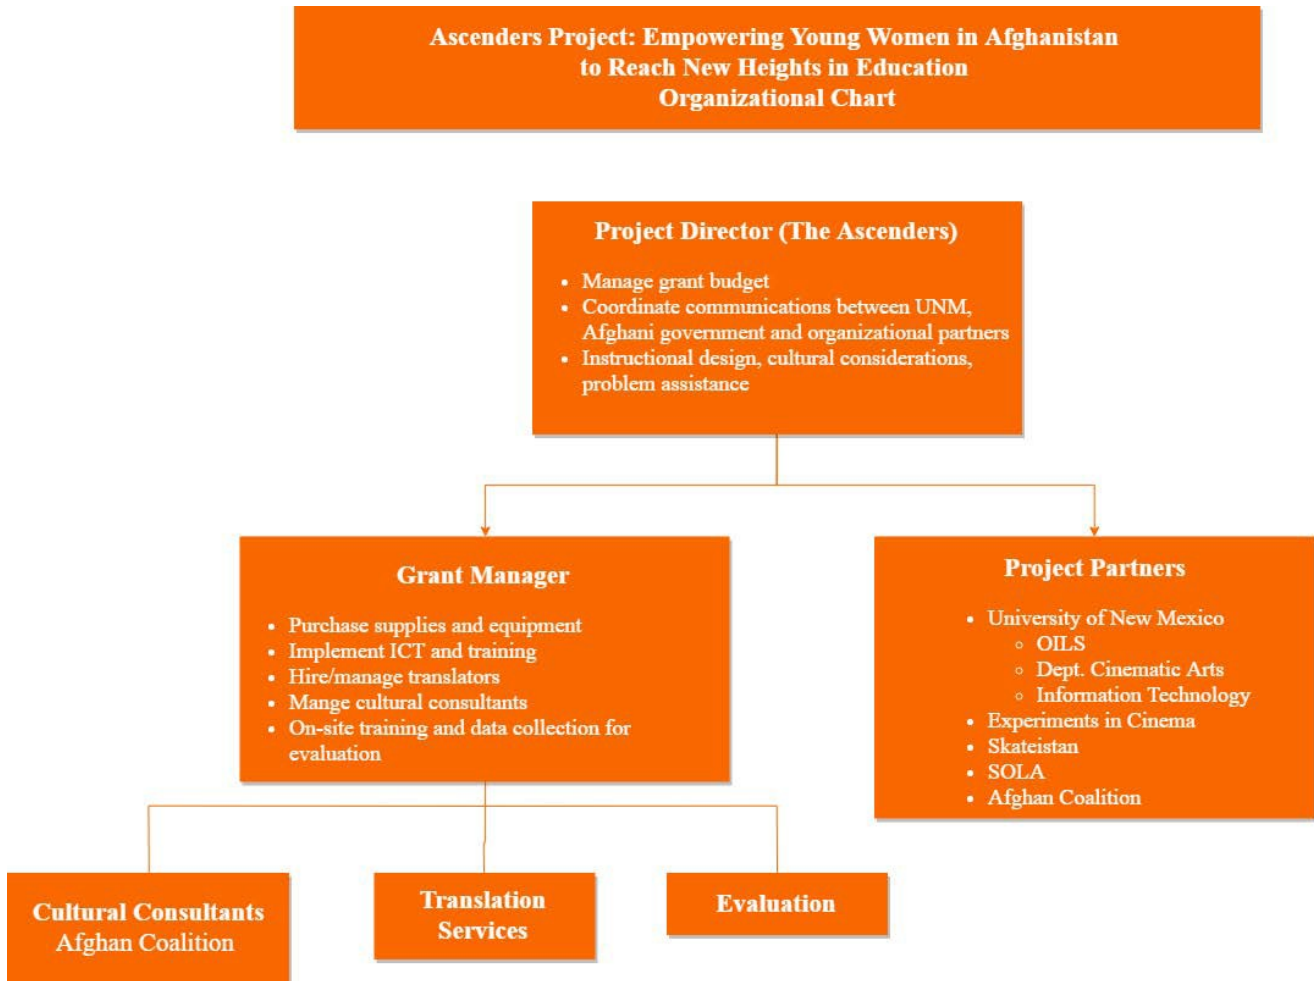 Ascenders Project: Empowering Young Women in Afghanistan
to Reach New Heights in Education
Organizational Chart
Project Director (The Ascenders)
• Manage grant budget
• Coordinate communications between UNM,
Afghani government and organizational partners
• Instructional design, cultural considerations,
problem assistance
Grant Manager
• Purchase supplies and equipment
• Implement ICT and training
• Hire/manage translators
• Mange cultural consultants
• On-site training and data collection for
evaluation
Project Partners
• University of New Mexico
○ OILS
○ Dept. Cinematic Arts
○ Information Technology
• Experiments in Cinema
• Skateistan
• SOLA
• Afghan Coalition
Cultural Consultants
Afghan Coalition
Translation
Services
Evaluation